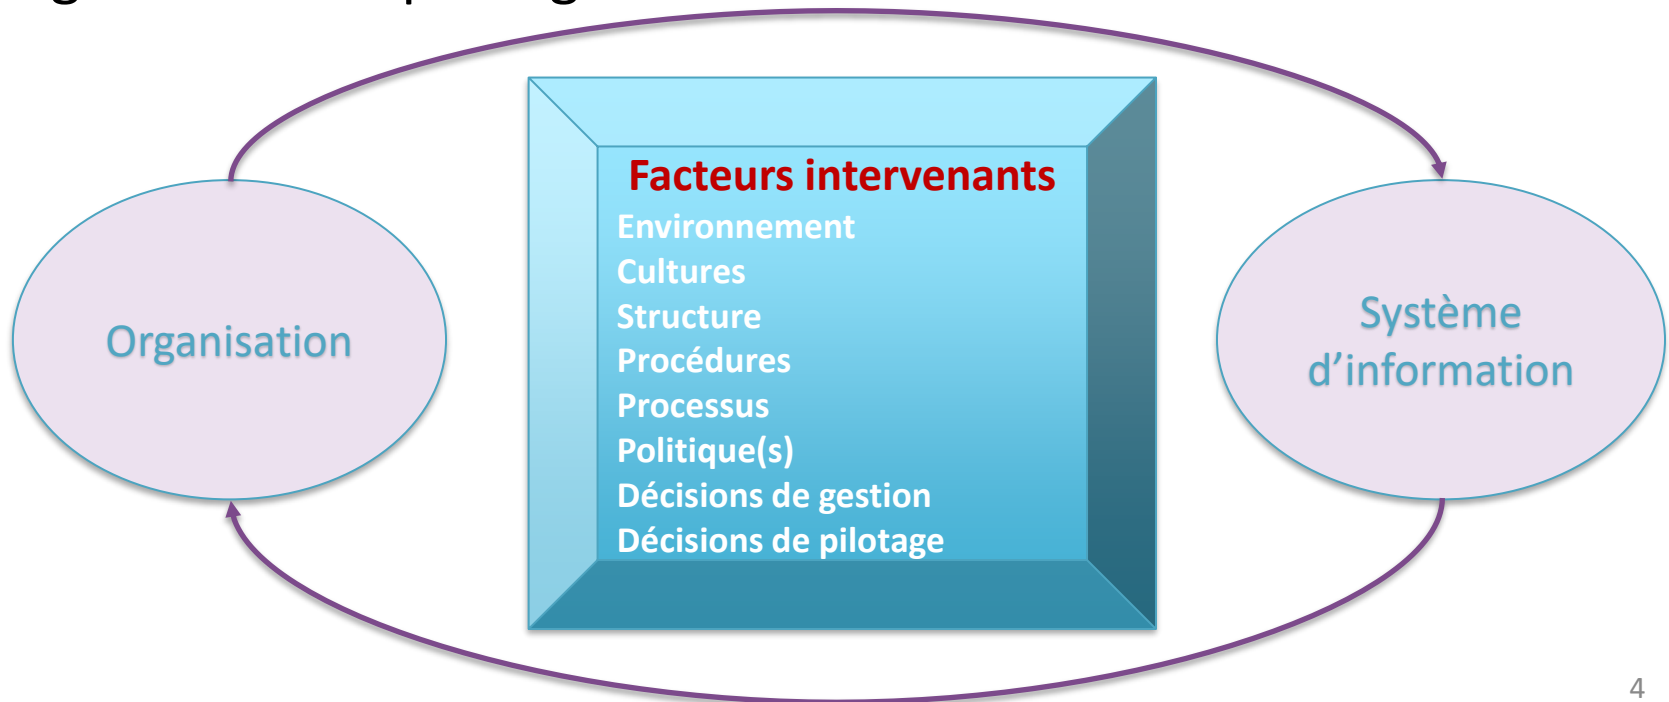 Organisation
Facteurs intervenants
Environnement
Cultures
Structure
Procédures
Processus
Politique(s)
Décisions de gestion
Décisions de pilotage
Système
d’information
4